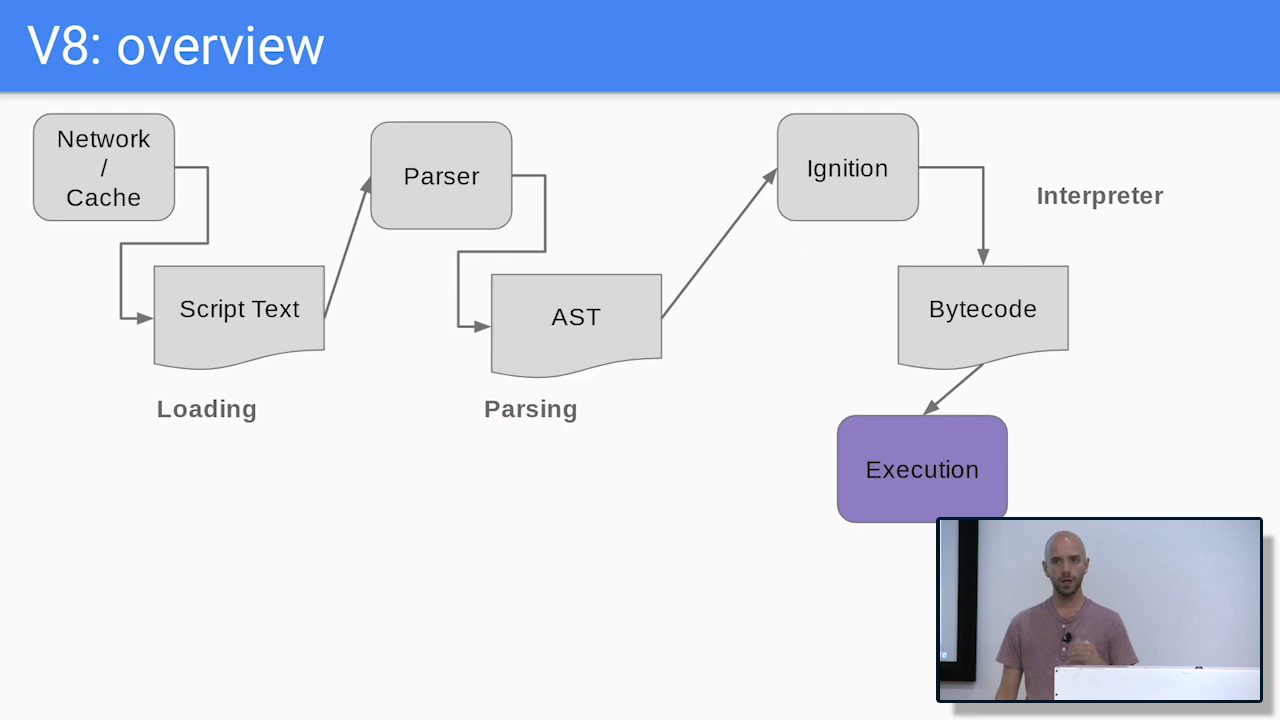 V8: overview
Network
/
Cache
Parser
Ignition
Interpreter
Script Text
AST
Bytecode
Loading
Parsing
Execution